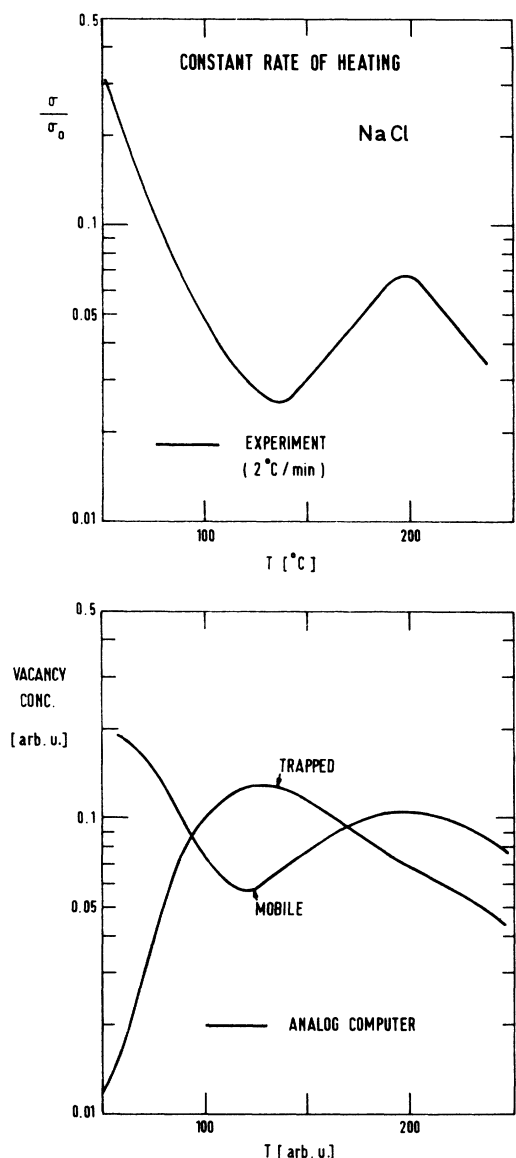 0.5
CONSTANT RATE OF HEATING
σ
σ₀
NaCl
0.1
0.05
EXPERIMENT
( 2°C/min )
0.01
100
200
T [°C]
0.5
VACANCY
CONC.
[arb. u.]
TRAPPED
0.1
0.05
MOBILE
ANALOG COMPUTER
0.01
100
200
T [arb. u.]